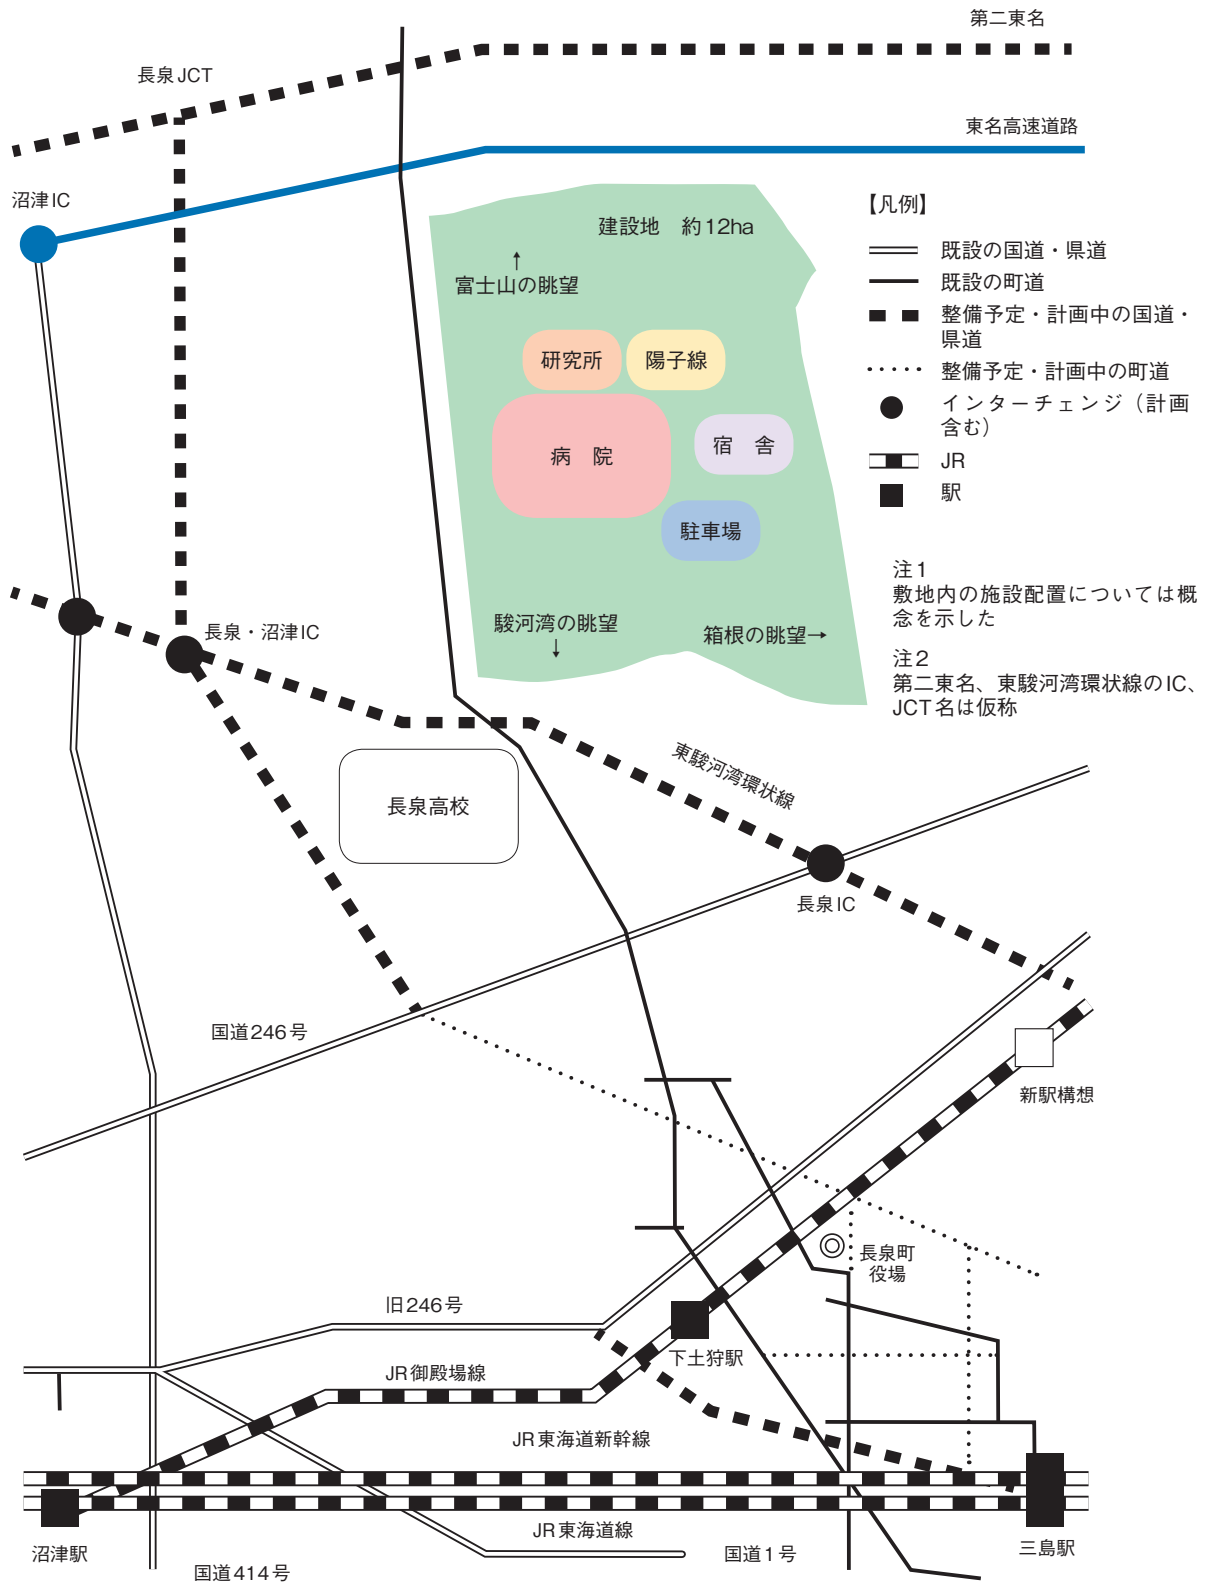 第二東名
長泉JCT
東名高速道路
沼津IC
【凡例】
既設の国道・県道
既設の町道
整備予定・計画中の国道・
県道
整備予定・計画中の町道
インターチェンジ（計画
含む）
JR
駅
建設地　約12ha
↑
富士山の眺望
研究所
陽子線
病　院
宿　舎
駐車場
駿河湾の眺望
↓
箱根の眺望→
注1
敷地内の施設配置については概
念を示した
注2
第二東名、東駿河湾環状線のIC、
JCT名は仮称
長泉・沼津IC
東駿河湾環状線
長泉高校
長泉IC
国道246号
新駅構想
長泉町
役場
旧246号
下土狩駅
JR御殿場線
JR東海道新幹線
JR東海道線
沼津駅
国道414号
国道1号
三島駅